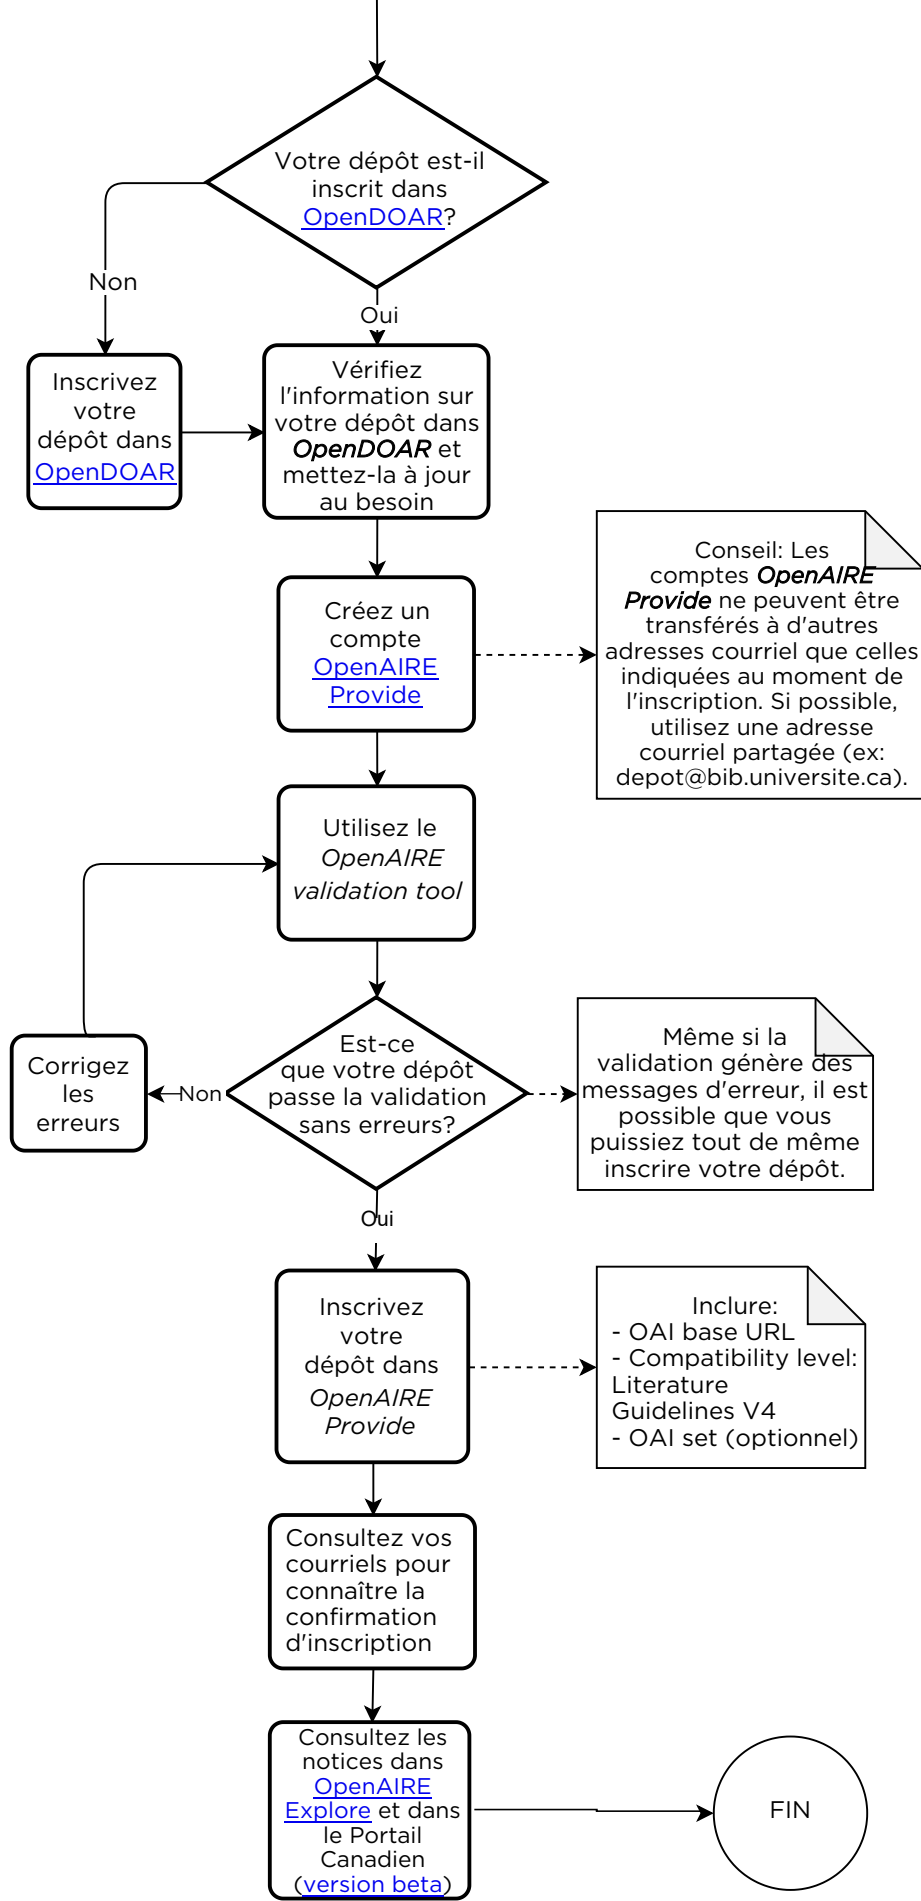 Votre dépôt est-il
inscrit dans
OpenDOAR?
Non
Oui
Inscrivez
votre
dépôt dans
OpenDOAR
Vérifiez
l'information sur
votre dépôt dans
OpenDOAR et
mettez-la à jour
au besoin
Créez un
compte
OpenAIRE
Provide
Conseil: Les
comptes OpenAIRE
Provide ne peuvent être
transférés à d'autres
adresses courriel que celles
indiquées au moment de
l'inscription. Si possible,
utilisez une adresse
courriel partagée (ex:
depot@bib.universite.ca).
Utilisez le
OpenAIRE
validation tool
Est-ce
que votre dépôt
passe la validation
sans erreurs?
Non
Corrigez
les
erreurs
Même si la
validation génère des
messages d'erreur, il est
possible que vous
puissiez tout de même
inscrire votre dépôt.
Oui
Inscrivez
votre
dépôt dans
OpenAIRE
Provide
Inclure:
- OAI base URL
- Compatibility level:
Literature
Guidelines V4
- OAI set (optionnel)
Consultez vos
courriels pour
connaître la
confirmation
d'inscription
Consultez les
notices dans
OpenAIRE
Explore et dans
le Portail
Canadien
(version beta)
FIN